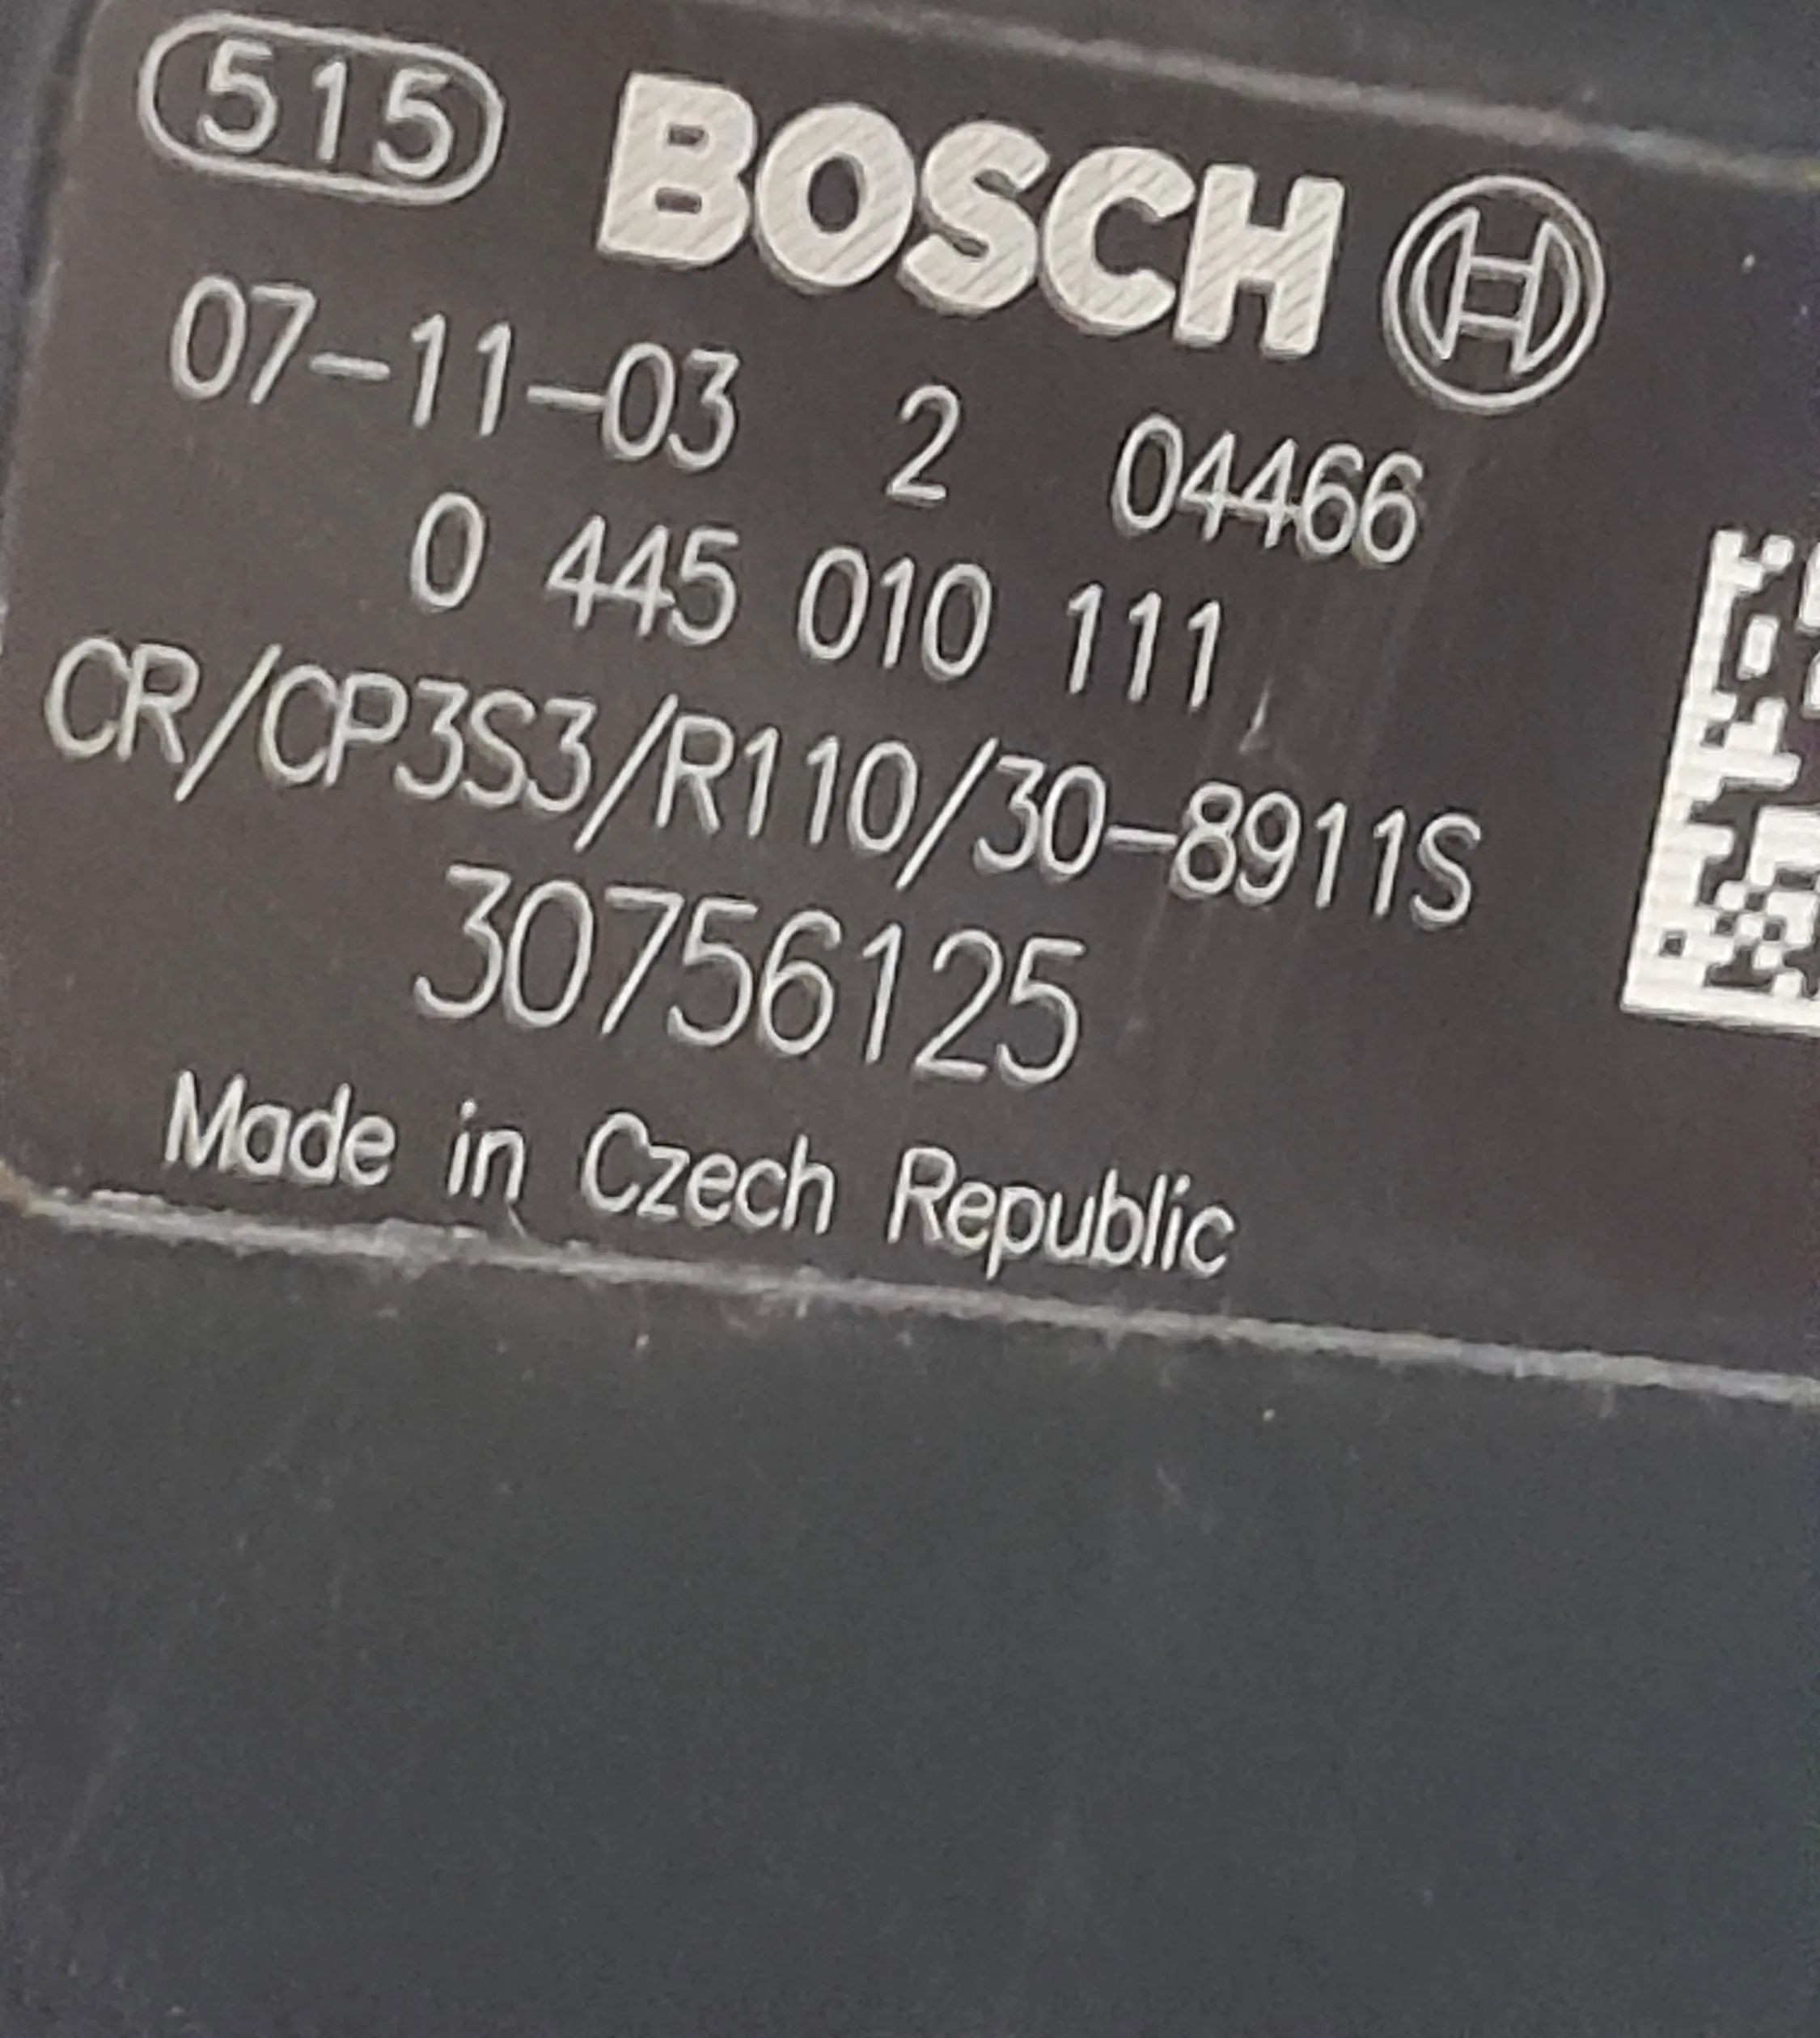 515 BOSCH
07-11-03 2 04466
0 445 010 111
CR/CP3S3/R110/30-8911S
30756125
Made in Czech Republic